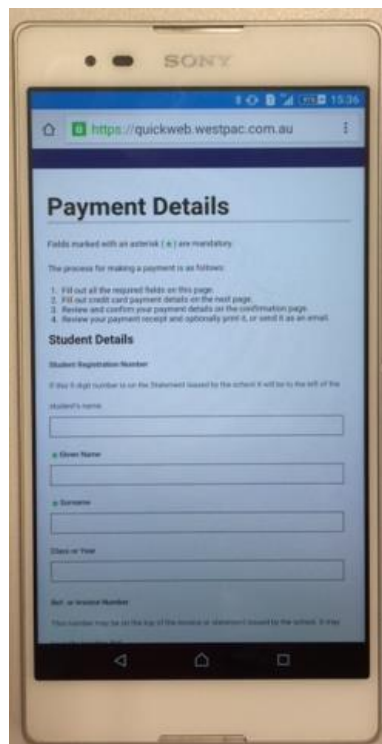 SONY
15:36
https://quickweb.westpac.com.au
Payment Details
Fields marked with an asterisk ( * ) are mandatory.
The process for making a payment is as follows:
1. Fill out all the required fields on this page.
2. Fill out credit card payment details on the next page.
3. Review and confirm your payment details on the confirmation page.
4. Review your payment receipt and optionally print it, or send it as an email.
Student Details
Student Registration Number
If this 9 digit number is on the Statement issued by the school it will be to the left of the
student's name.
* Given Name
* Surname
Class or Year
Ref. or Invoice Number
This number may be on the top of the invoice or statement issued by the school. It may